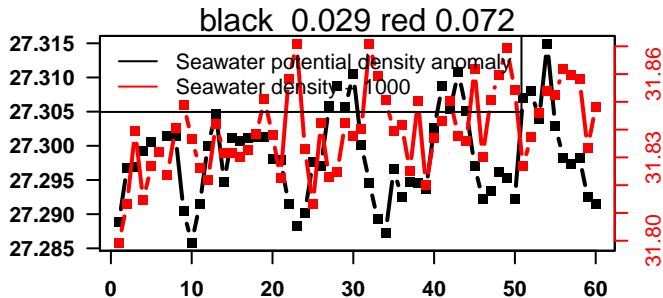 black 0.029 red 0.072
27.315
27.310
27.305
27.300
27.295
27.290
27.285
Seawater potential density anomaly
Seawater density - 1000
31.86
31.83
31.80
0 10 20 30 40 50 60